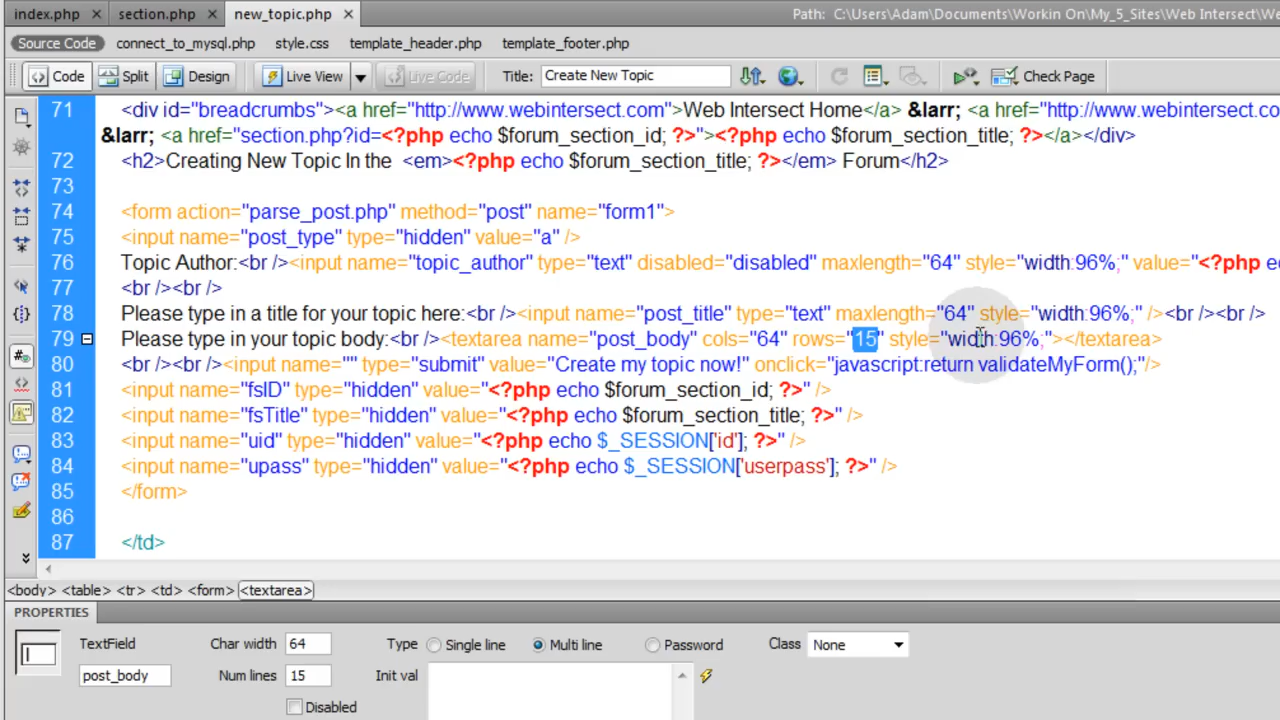 index.php × section.php × new_topic.php × Path: C:\Users\Adam\Documents\Workin On\My_5_Sites\Web Intersect\We
Source Code connect_to_mysql.php style.css template_header.php template_footer.php
Code Split Design Live View Live Code Title: Create New Topic Check Page
71 <div id="breadcrumbs"><a href="http://www.webintersect.com">Web Intersect Home</a> &larr; <a href="http://www.webintersect.co
&larr; <a href="section.php?id=<?php echo $forum_section_id; ?>"><?php echo $forum_section_title; ?></a></div>
72 <h2>Creating New Topic In the <em><?php echo $forum_section_title; ?></em> Forum</h2>
73
74 <form action="parse_post.php" method="post" name="form1">
75 <input name="post_type" type="hidden" value="a" />
76 Topic Author:<br /><input name="topic_author" type="text" disabled="disabled" maxlength="64" style="width:96%;" value="<?php e
77 <br /><br />
78 Please type in a title for your topic here:<br /><input name="post_title" type="text" maxlength="64" style="width:96%;" /><br /><br />
79 Please type in your topic body:<br /><textarea name="post_body" cols="64" rows="15" style="width:96%;"></textarea>
80 <br /><br /><input name="" type="submit" value="Create my topic now!" onclick="javascript:return validateMyForm();"/>
81 <input name="fsID" type="hidden" value="<?php echo $forum_section_id; ?>" />
82 <input name="fsTitle" type="hidden" value="<?php echo $forum_section_title; ?>" />
83 <input name="uid" type="hidden" value="<?php echo $_SESSION['id']; ?>" />
84 <input name="upass" type="hidden" value="<?php echo $_SESSION['userpass']; ?>" />
85 </form>
86
87 </td>
<body> <table> <tr> <td> <form> <textarea>
PROPERTIES
TextField Char width 64 Type Single line Multi line Password Class None
post_body Num lines 15 Init val
Disabled